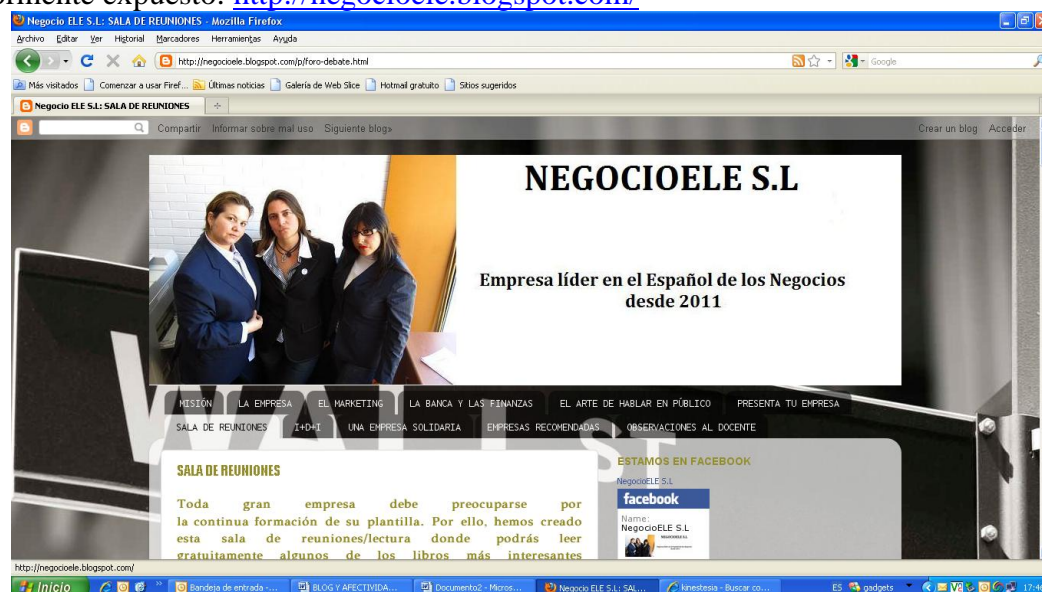 ormente expuesto: http://negocioele.blogspot.com/
Negocio ELE S.L: SALA DE REUNIONES - Mozilla Firefox
Archivo Editar Ver Historial Marcadores Herramientas Ayuda
http://negocioele.blogspot.com/p/foro-debate.html
Google
Más visitados Comenzar a usar Firef... Últimas noticias Galería de Web Slice Hotmail gratuito Sitios sugeridos
Negocio ELE S.L: SALA DE REUNIONES
Compartir Informar sobre mal uso Siguiente blog» Crear un blog Acceder
NEGOCIOELE S.L
Empresa líder en el Español de los Negocios
desde 2011
WALL ST
MISIÓN LA EMPRESA EL MARKETING LA BANCA Y LAS FINANZAS EL ARTE DE HABLAR EN PÚBLICO PRESENTA TU EMPRESA
SALA DE REUNIONES I+D+I UNA EMPRESA SOLIDARIA EMPRESAS RECOMENDADAS OBSERVACIONES AL DOCENTE
SALA DE REUNIONES
Toda gran empresa debe preocuparse por
la continua formación de su plantilla. Por ello, hemos creado
esta sala de reuniones/lectura donde podrás leer
gratuitamente algunos de los libros más interesantes
ESTAMOS EN FACEBOOK
NegocioELE S.L
facebook
Name:
NegocioELE S.L
http://negocioele.blogspot.com/
Inicio Bandeja de entrada -... BLOG Y AFECTIVIDA... Documento2 - Micros... Negocio ELE S.L: SAL... kinestesia - Buscar co... ES gadgets